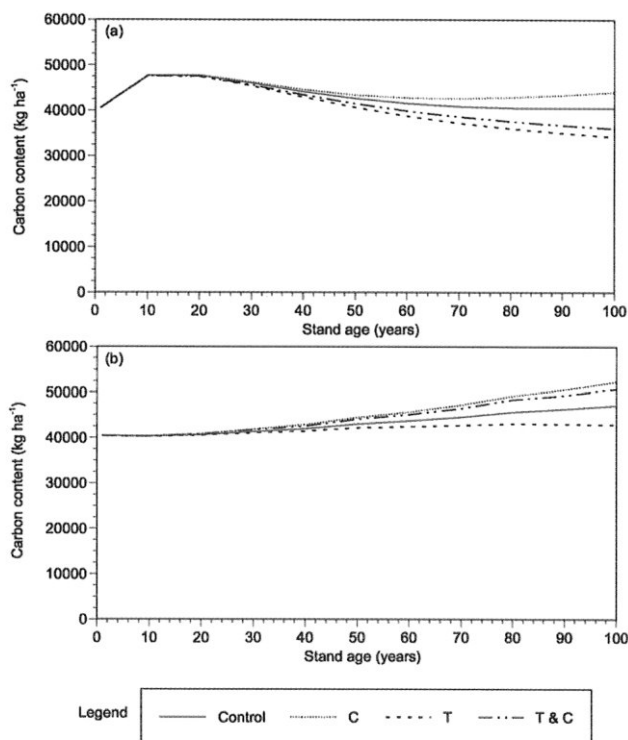 (a)
60000
50000
40000
30000
20000
10000
0
Carbon content (kg ha⁻¹)
0 10 20 30 40 50 60 70 80 90 100
Stand age (years)
(b)
60000
50000
40000
30000
20000
10000
0
Carbon content (kg ha⁻¹)
0 10 20 30 40 50 60 70 80 90 100
Stand age (years)
Legend Control C T T & C